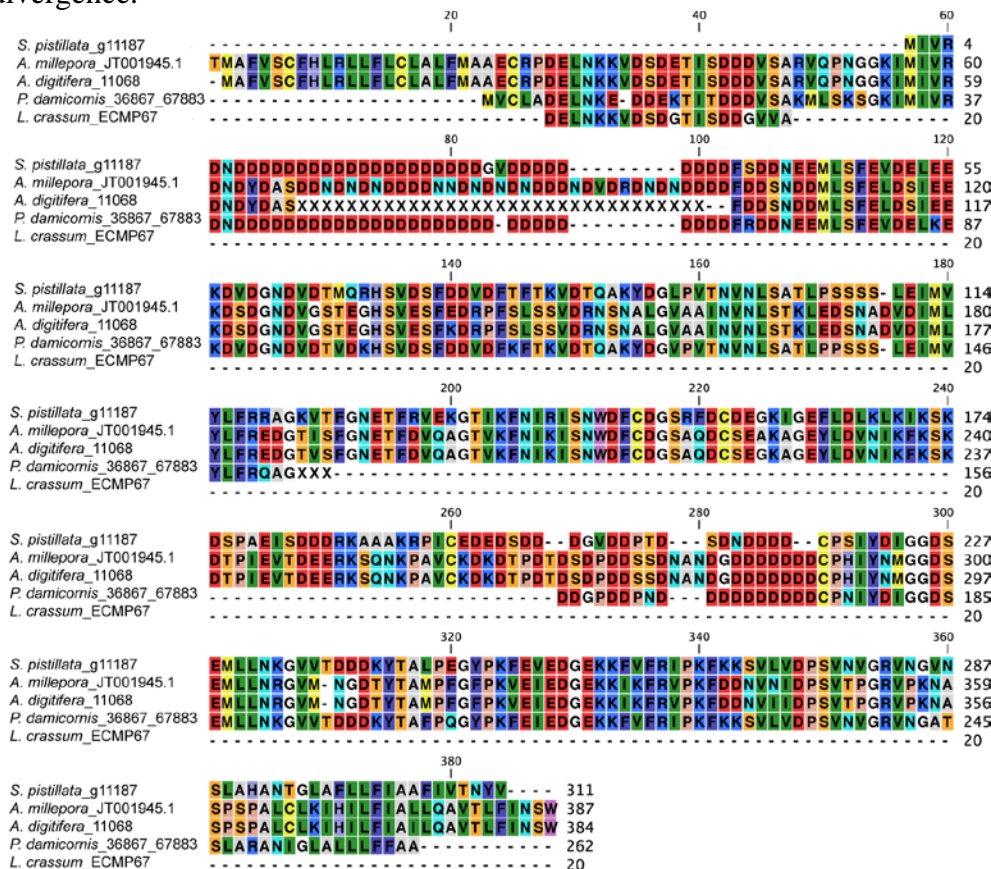 divergence.
20 40 60
S. pistillata_g11187 --------------------------------------------------------MIVR 4
A. millepora_JT001945.1 TMAFVSCFHLRLLFLCLALFMAAECRPDELNKKVDSDETISDDDVSARVQPNGGKIMIVR 60
A. digitifera_11068 -MAFVSCFHLRLLFLCLALFMAAECRPDELNKKVDSDETISDDDVSARVQPNGGKIMIVR 59
P. damicornis_36867_67883 ----------------------MVCLADELNKE-DDEKTITDDDVSAKMLSKSGKIMIVR 37
L. crassum_ECMP67 ---------------------------DELNKKVDSDGTISDDGVVA------------- 20
80 100 120
S. pistillata_g11187 DNDDDDDDDDDDDDDDDDDDDDGVDDDDD---------DDDDFSDDNEEMLSFEVDELEE 55
A. millepora_JT001945.1 DNDYDASDDNDNDNDDDDNNDNDNDNDDDNDVDRDNDNDDDDFDDSNDDMLSFELDSIEE 120
A. digitifera_11068 DNDYDASXXXXXXXXXXXXXXXXXXXXXXXXXXXXXXXXX--FDDSNDDMLSFELDSIEE 117
P. damicornis_36867_67883 DNDDDDDDDDDDDDDDDDDDDDD-DDDDD---------DDDDFRDDNEEMLSFEVDELKE 87
L. crassum_ECMP67 ------------------------------------------------------------ 20
140 160 180
S. pistillata_g11187 KDVDGNDVDTMQRHSVDSFDDVDFTFTKVDTQAKYDGLPVTNVNLSATLPSSSS-LEIMV 114
A. millepora_JT001945.1 KDSDGNDVGSTEGHSVESFEDRPFSLSSVDRNSNALGVAAINVNLSTKLEDSNADVDIML 180
A. digitifera_11068 KDSDGNDVGSTEGHSVESFKDRPFSLSSVDRNSNALGVAAINVNLSTKLEDSNADVDIML 177
P. damicornis_36867_67883 KDVDGNDVDTVDKHSVDSFDDVDFKFTKVDTQAKYDGVPVTNVNLSATLPPSSS-LEIMV 146
L. crassum_ECMP67 ------------------------------------------------------------ 20
200 220 240
S. pistillata_g11187 YLFRRAGKVTFGNETFRVEKGTIKFNIRISNWDFCDGSRFDCDEGKIGEFLDLKLKIKSK 174
A. millepora_JT001945.1 YLFREDGTISFGNETFDVQAGTVKFNIKISNWDFCDGSAQDCSEAKAGEYLDVNIKFKSK 240
A. digitifera_11068 YLFREDGTVSFGNETFDVQAGTVKFNIKISNWDFCDGSAQDCSEGKAGEYLDVNIKFKSK 237
P. damicornis_36867_67883 YLFRQAGXXX-------------------------------------------------- 156
L. crassum_ECMP67 ------------------------------------------------------------ 20
260 280 300
S. pistillata_g11187 DSPAEISDDDRKAAAKRPICEDEDSDD--DGVDDPTD---SDNDDDD--CPSIYDIGGDS 227
A. millepora_JT001945.1 DTPIEVTDEERKSQNKPAVCKDKDTPDTDSDPDDSSDNANDGDDDDDDDCPHIYNMGGDS 300
A. digitifera_11068 DTPIEVTDEERKSQNKPAVCKDKDTPDTDSDPDDSSDNANDGDDDDDDDCPHIYNMGGDS 297
P. damicornis_36867_67883 ----------------------------DDGPDDPND---DDDDDDDDDCPNIYDIGGDS 185
L. crassum_ECMP67 ------------------------------------------------------------ 20
320 340 360
S. pistillata_g11187 EMLLNKGVVTDDDKYTALPEGYPKFEVEDGEKKFVFRIPKFKKSVLVDPSVNVGRVNGVN 287
A. millepora_JT001945.1 EMLLNRGVM-NGDTYTAMPFGFPKVEIEDGEKKIKFRVPKFDDNVNIDPSVTPGRVPKNA 359
A. digitifera_11068 EMLLNRGVM-NGDTYTAMPFGFPKVEIEDGEKKIKFRVPKFDDNVIIDPSVTPGRVPKNA 356
P. damicornis_36867_67883 EMLLNKGVVTDDDKYTAFPQGYPKFEIEDGEKKFVFRIPKFKKSVLVDPSVNVGRVNGAT 245
L. crassum_ECMP67 ------------------------------------------------------------ 20
380
S. pistillata_g11187 SLAHANTGLAFLLFIAAFIVTNYV---- 311
A. millepora_JT001945.1 SPSPALCLKIHILFIALLQAVTLFINSW 387
A. digitifera_11068 SPSPALCLKIHILFIAILQAVTLFINSW 384
P. damicornis_36867_67883 SLARANIGLALLLFFAA----------- 262
L. crassum_ECMP67 ---------------------------- 20